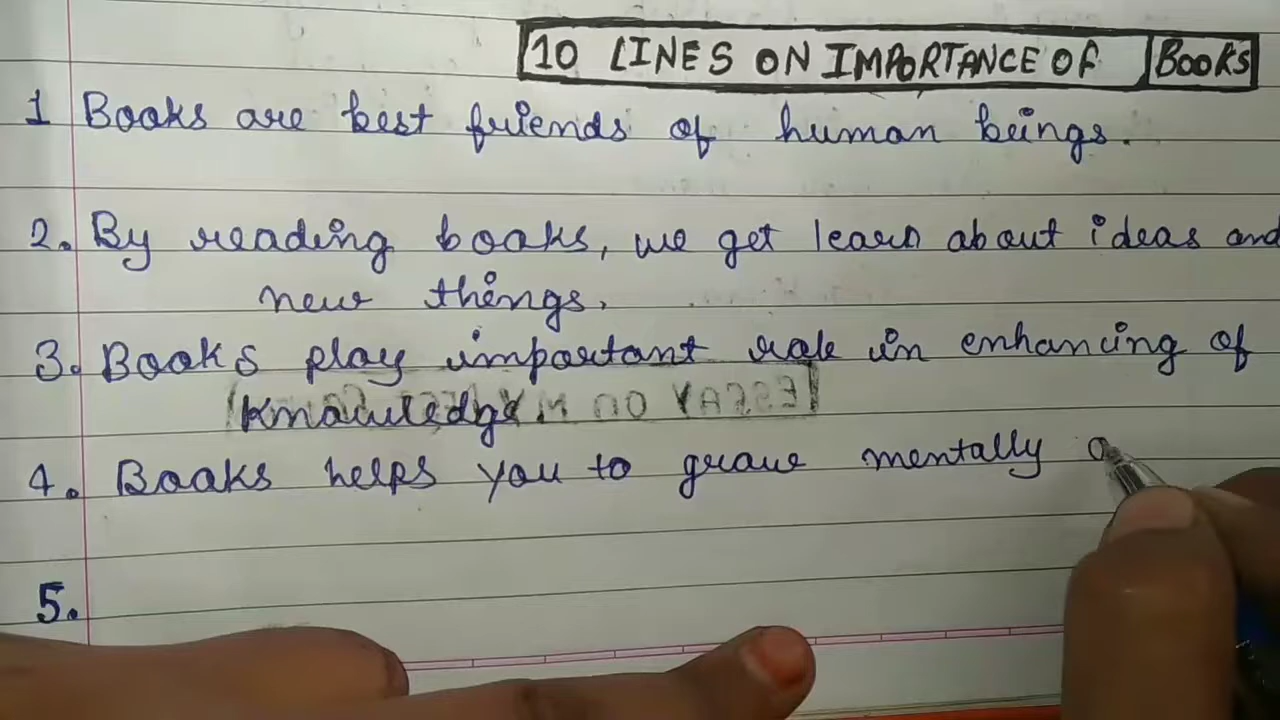 10 LINES ON IMPORTANCE OF BOOKS
1 Books are best friends of human beings.
2. By reading books, we get learn about ideas and
new things.
3. Books play important role in enhancing of
knowledge
4. Books helps you to grow mentally a
5.